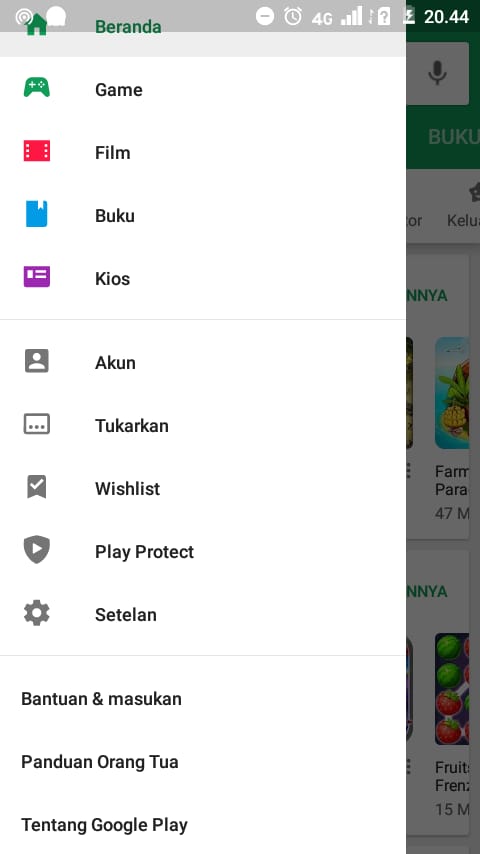 4G 20.44
Beranda
Game
Film
Buku
Kios
Akun
Tukarkan
Wishlist
Play Protect
Setelan
Bantuan & masukan
Panduan Orang Tua
Tentang Google Play
BUKU
tor Kelua
NNYA
Farm
Para
47 M
NNYA
Fruits
Frenz
15 M